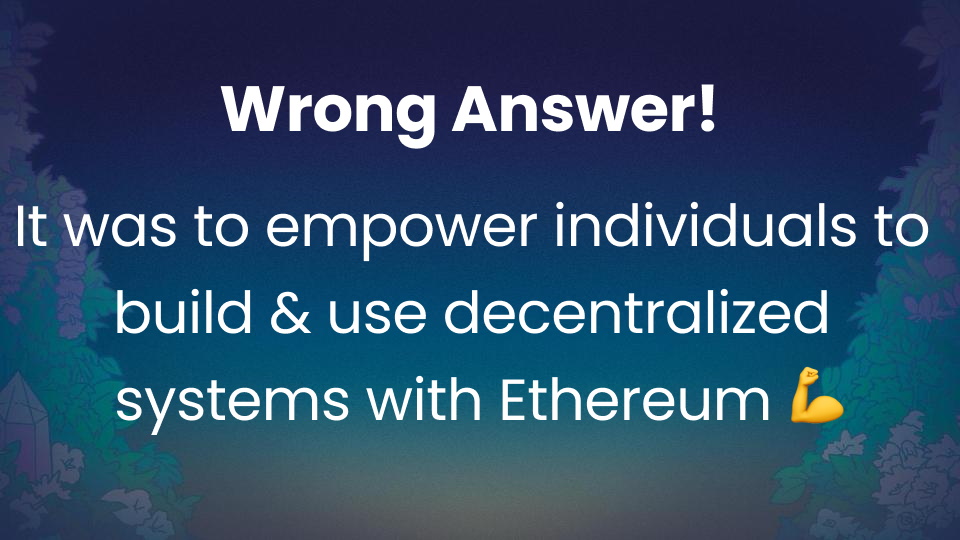 Wrong Answer!
It was to empower individuals to
build & use decentralized
systems with Ethereum 💪